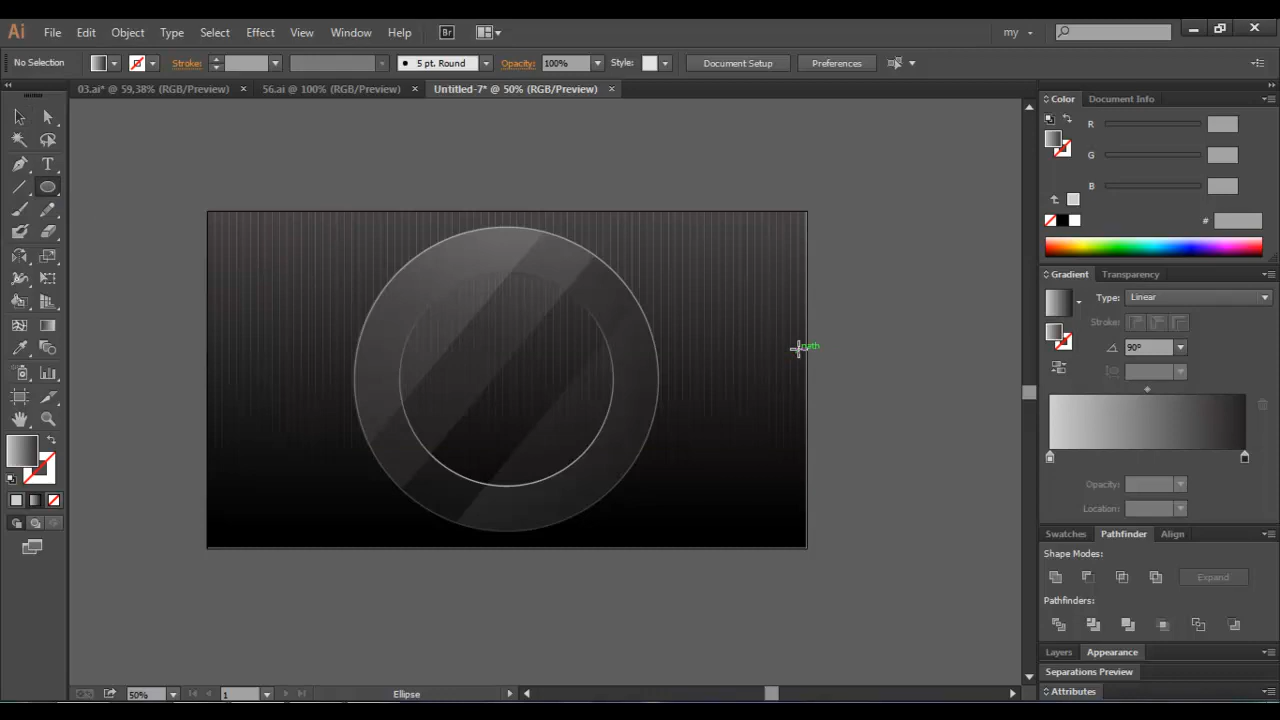 Ai File Edit Object Type Select Effect View Window Help Br my
No Selection Stroke: 5 pt. Round Opacity: 100% Style: Document Setup Preferences
03.ai* @ 59,38% (RGB/Preview) × 56.ai @ 100% (RGB/Preview) × Untitled-7* @ 50% (RGB/Preview) ×
Color Document Info
R
G
B
#
Gradient Transparency
Type: Linear
Stroke:
90°
Opacity:
Location:
Swatches Pathfinder Align
Shape Modes:
Expand
Pathfinders:
Layers Appearance
Separations Preview
Attributes
T
path
50% 1 Ellipse